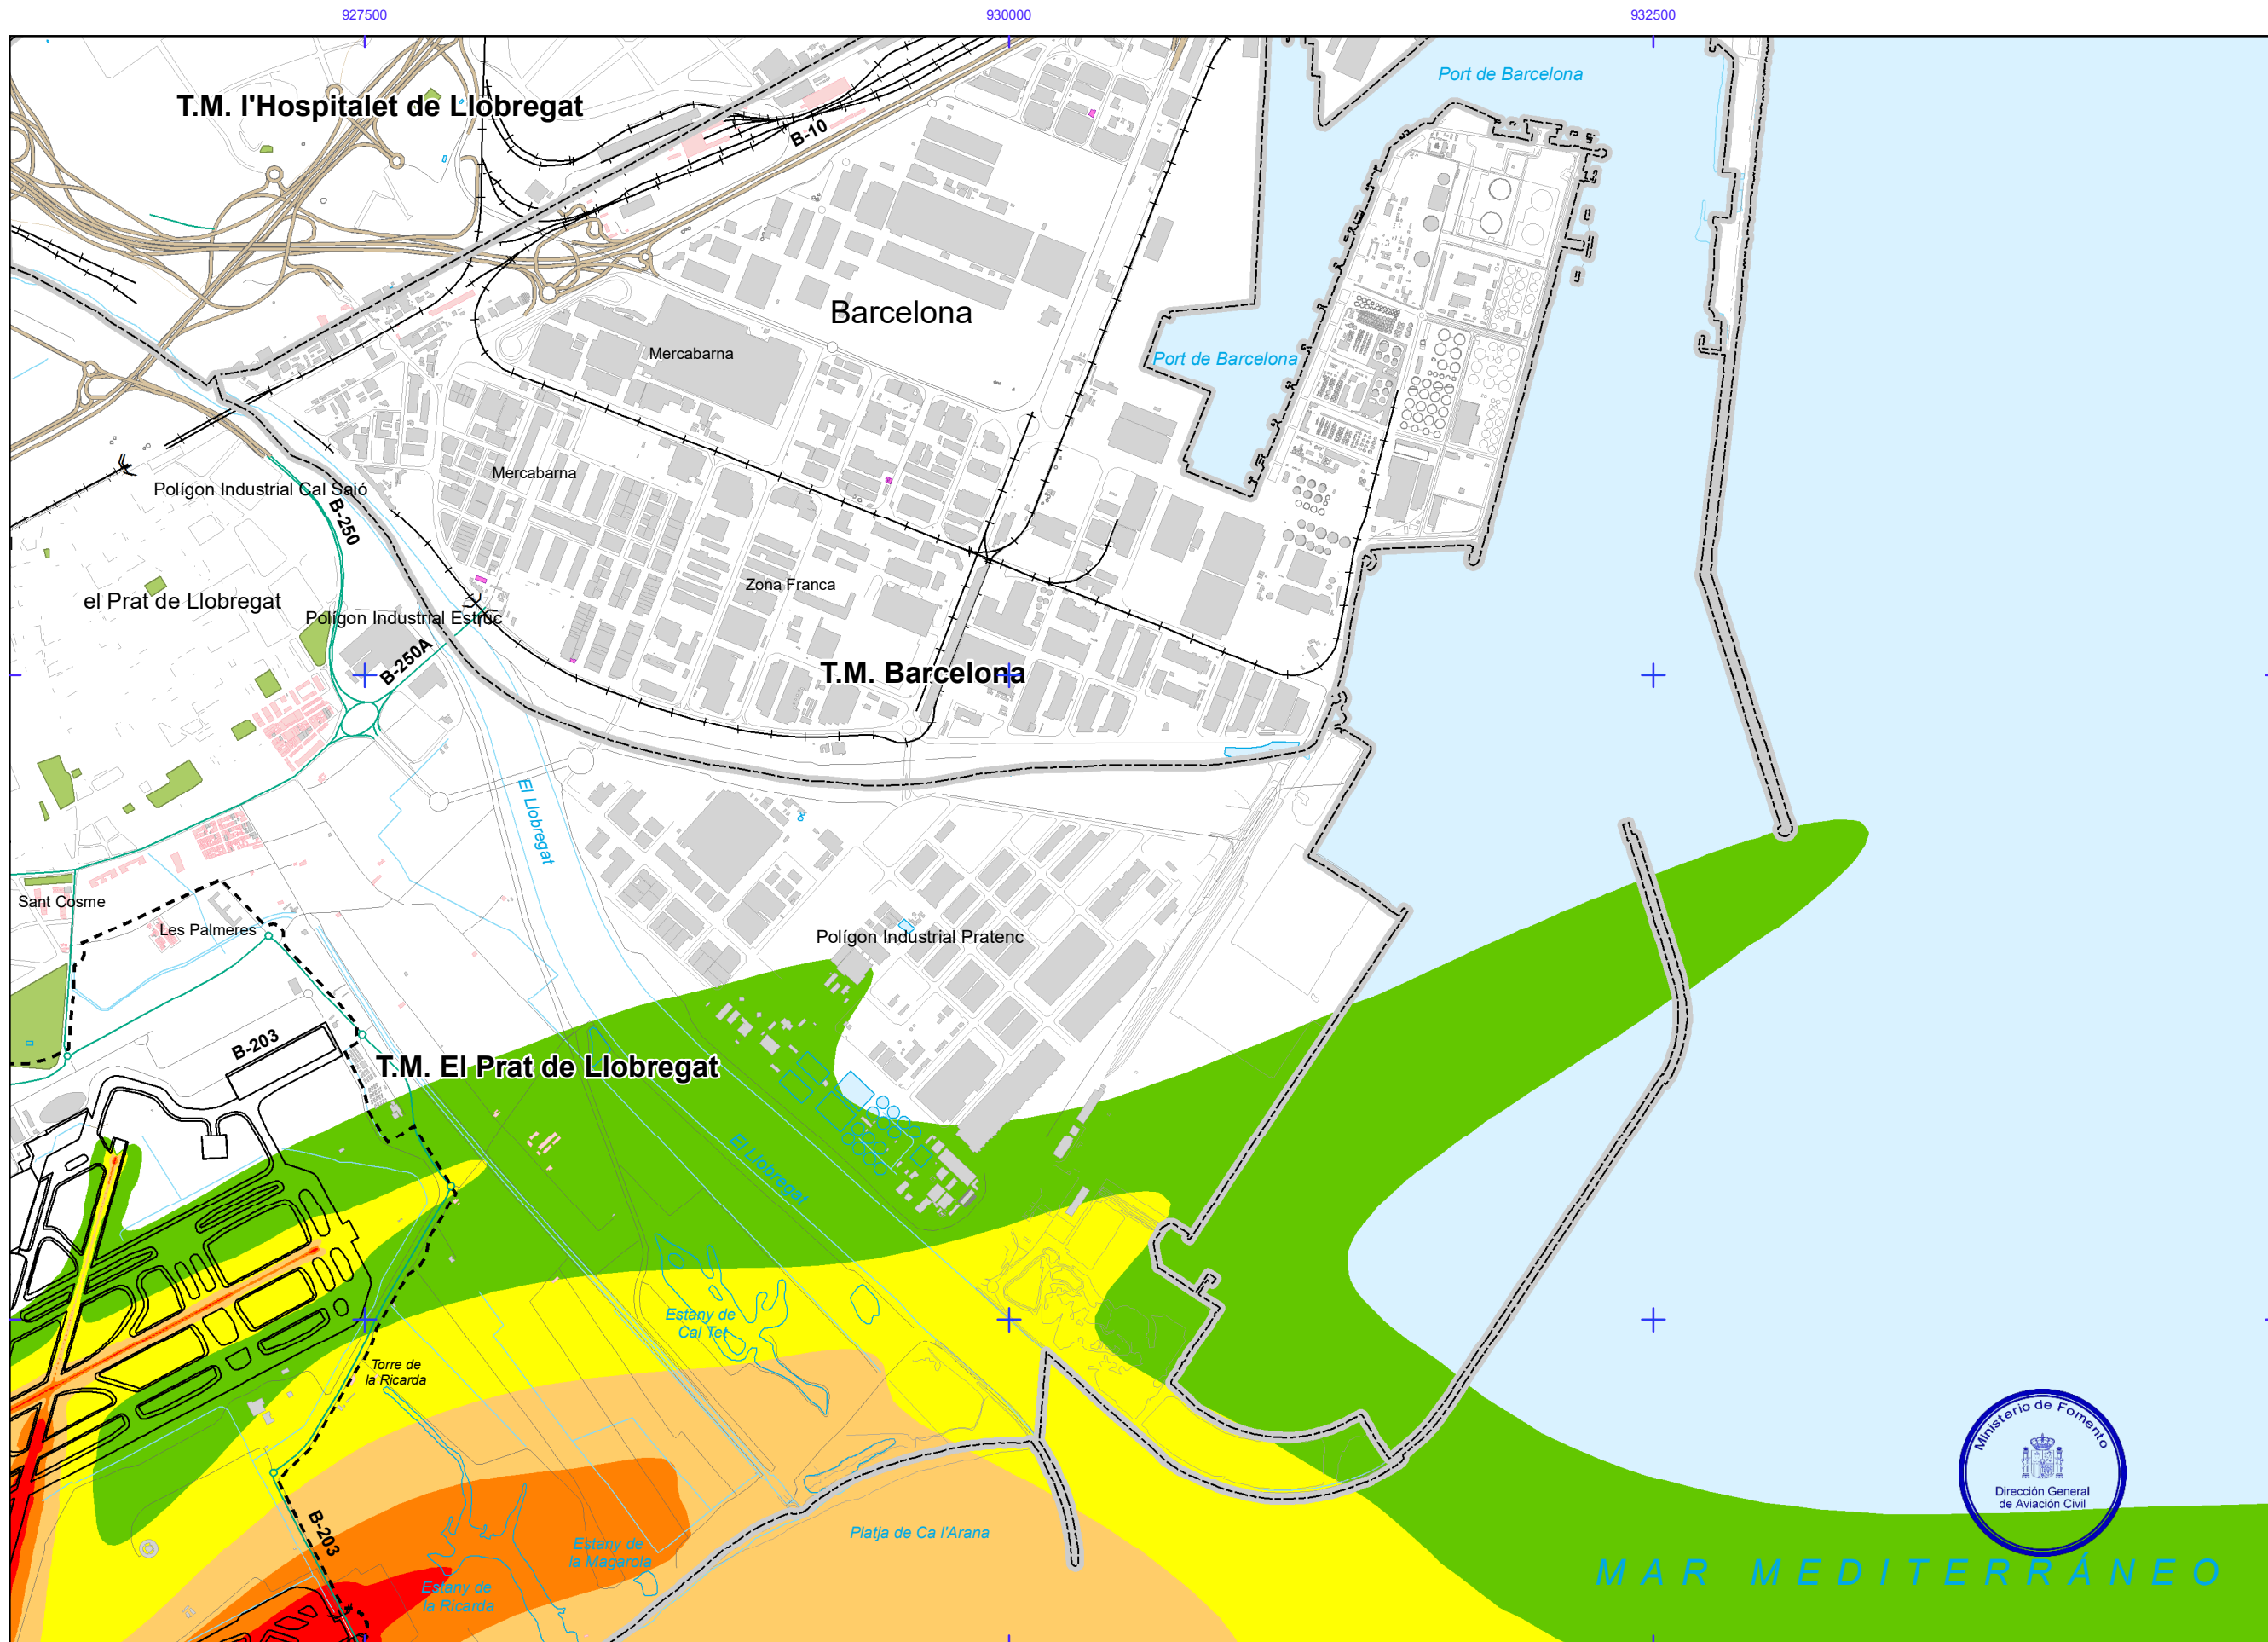 927500
930000
932500
Port de Barcelona
T.M. l'Hospitalet de Llobregat
B-10
Barcelona
Mercabarna
Port de Barcelona
Mercabarna
Polígon Industrial Cal Saió
B-250
Zona Franca
el Prat de Llobregat
Polígon Industrial Estruc
B-250A
T.M. Barcelona
El Llobregat
Sant Cosme
Les Palmeres
Polígon Industrial Pratenc
B-203
T.M. El Prat de Llobregat
El Llobregat
Estany de
Cal Tet
Torre de
la Ricarda
Ministerio de Fomento
Dirección General
de Aviación Civil
B-203
Platja de Ca l'Arana
Estany de
la Magarola
MAR MEDITERRÁNEO
Estany de
la Ricarda